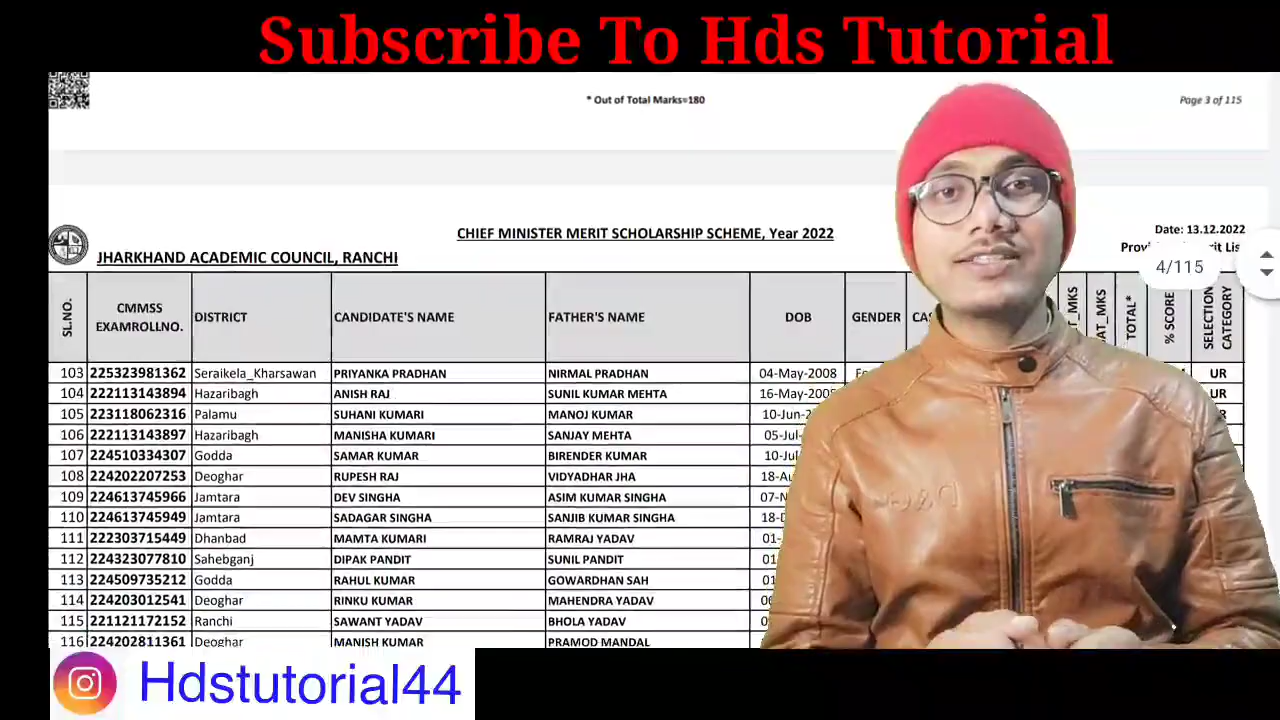 Subscribe To Hds Tutorial
* Out of Total Marks=180
Page 3 of 115
CHIEF MINISTER MERIT SCHOLARSHIP SCHEME, Year 2022
Date: 13.12.2022
JHARKHAND ACADEMIC COUNCIL, RANCHI
4/115
SL.NO. CMMSS EXAMROLLNO. DISTRICT CANDIDATE'S NAME FATHER'S NAME DOB GENDER TOTAL* % SCORE SELECTION CATEGORY
103 225323981362 Seraikela_Kharsawan PRIYANKA PRADHAN NIRMAL PRADHAN 04-May-2008 UR
104 222113143894 Hazaribagh ANISH RAJ SUNIL KUMAR MEHTA UR
105 223118062316 Palamu SUHANI KUMARI MANOJ KUMAR
106 222113143897 Hazaribagh MANISHA KUMARI SANJAY MEHTA
107 224510334307 Godda SAMAR KUMAR BIRENDER KUMAR
108 224202207253 Deoghar RUPESH RAJ VIDYADHAR JHA
109 224613745966 Jamtara DEV SINGHA ASIM KUMAR SINGHA
110 224613745949 Jamtara SADAGAR SINGHA SANJIB KUMAR SINGHA
111 222303715449 Dhanbad MAMTA KUMARI RAMRAJ YADAV
112 224323077810 Sahebganj DIPAK PANDIT SUNIL PANDIT
113 224509735212 Godda RAHUL KUMAR GOWARDHAN SAH
114 224203012541 Deoghar RINKU KUMAR MAHENDRA YADAV
115 221121172152 Ranchi SAWANT YADAV BHOLA YADAV
116 224202811361 Deoghar MANISH KUMAR PRAMOD MANDAL
Hdstutorial44